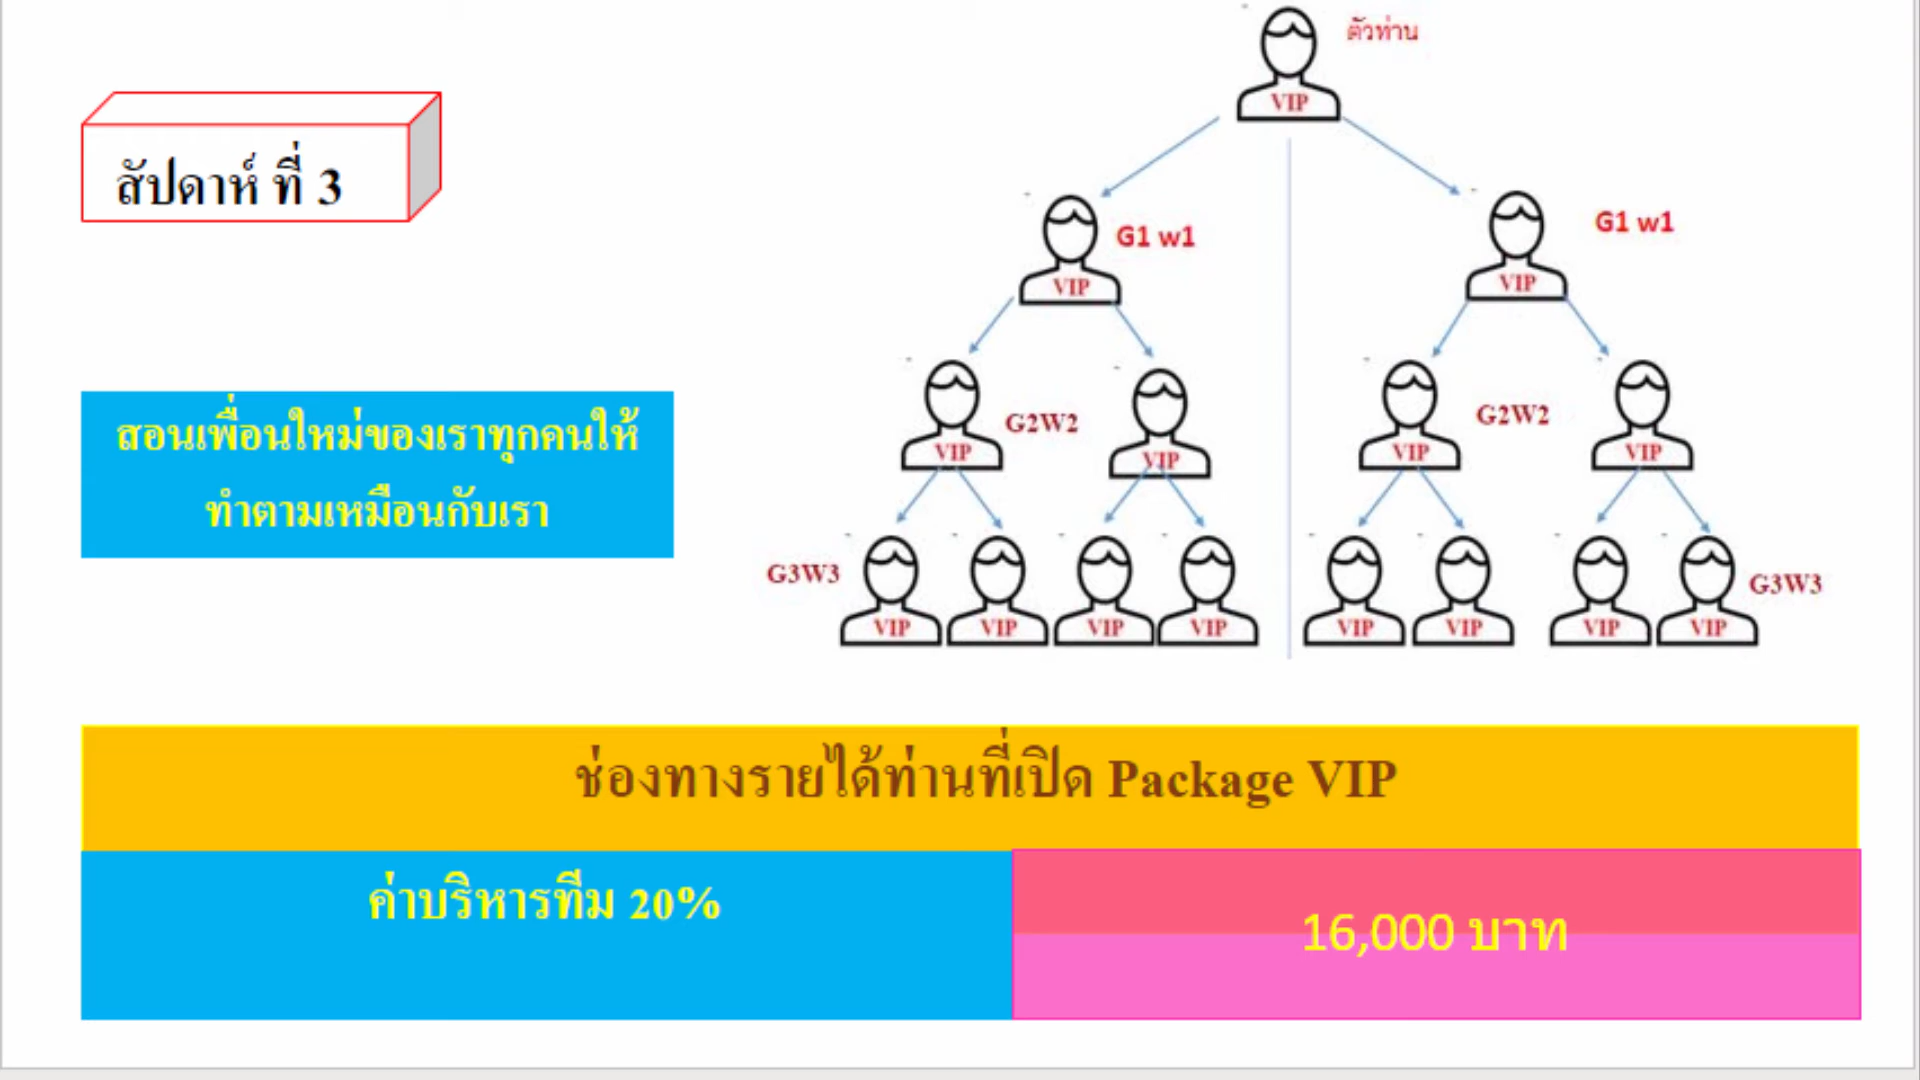 ตัวท่าน
VIP
สัปดาห์ ที่ 3
G1 w1
G1 w1
VIP
VIP
สอนเพื่อนใหม่ของเราทุกคนให้
ทำตามเหมือนกับเรา
G2W2
G2W2
VIP
VIP
VIP
VIP
G3W3
G3W3
VIP
VIP
VIP
VIP
VIP
VIP
VIP
VIP
ช่องทางรายได้ท่านที่เปิด Package VIP
ค่าบริหารทีม 20%
16,000 บาท